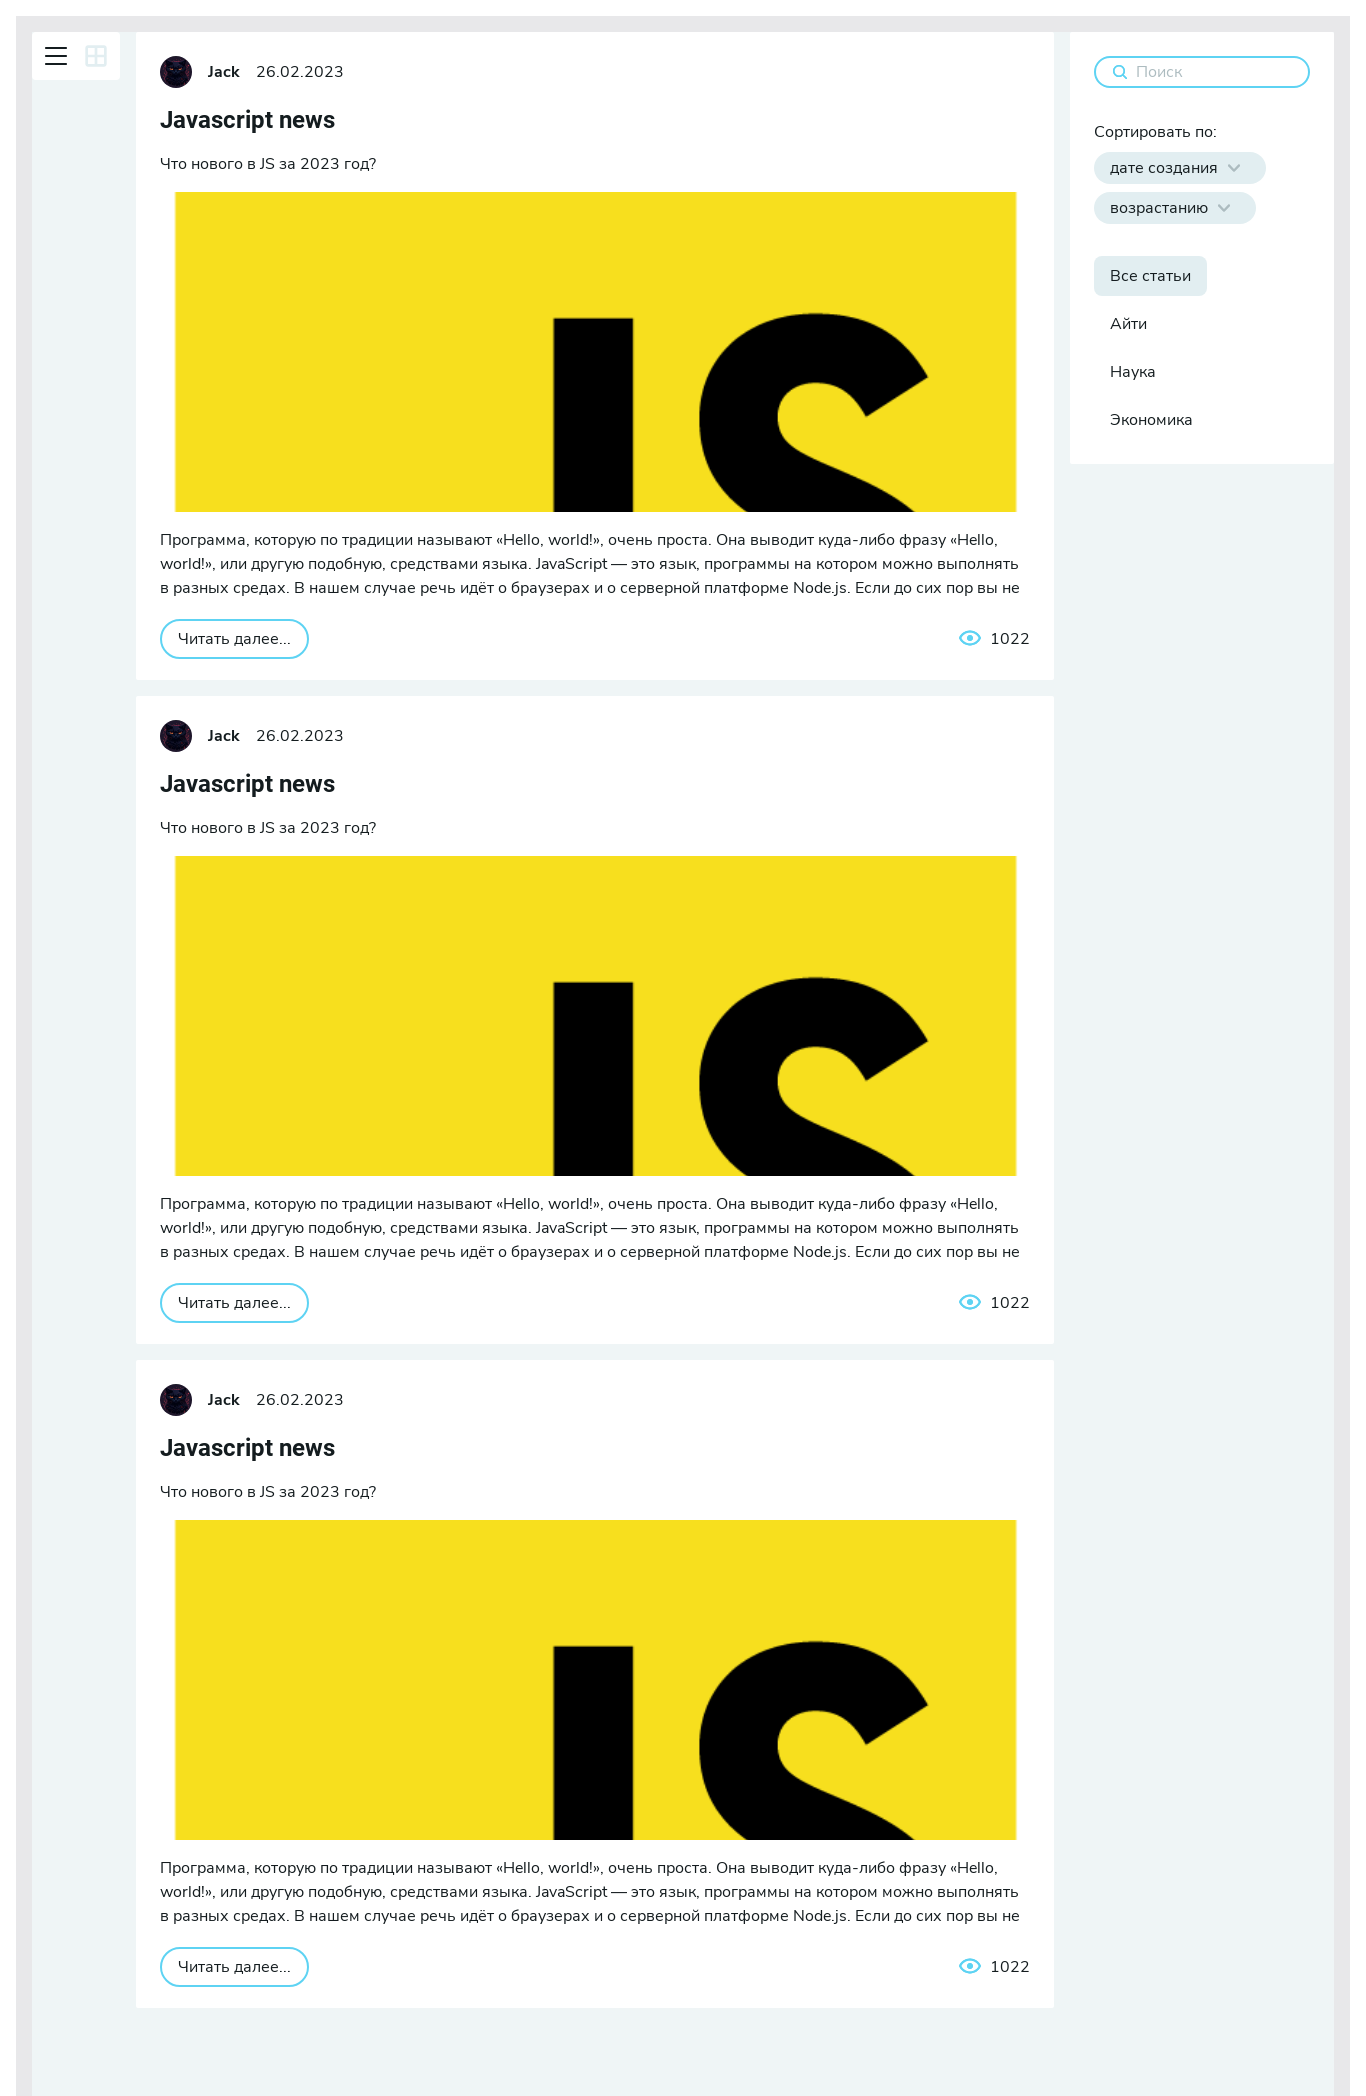 Jack 26.02.2023
Javascript news
Что нового в JS за 2023 год?
JS
Программа, которую по традиции называют «Hello, world!», очень проста. Она выводит куда-либо фразу «Hello,
world!», или другую подобную, средствами языка. JavaScript — это язык, программы на котором можно выполнять
в разных средах. В нашем случае речь идёт о браузерах и о серверной платформе Node.js. Если до сих пор вы не
Читать далее...
1022
Jack 26.02.2023
Javascript news
Что нового в JS за 2023 год?
JS
Программа, которую по традиции называют «Hello, world!», очень проста. Она выводит куда-либо фразу «Hello,
world!», или другую подобную, средствами языка. JavaScript — это язык, программы на котором можно выполнять
в разных средах. В нашем случае речь идёт о браузерах и о серверной платформе Node.js. Если до сих пор вы не
Читать далее...
1022
Jack 26.02.2023
Javascript news
Что нового в JS за 2023 год?
JS
Программа, которую по традиции называют «Hello, world!», очень проста. Она выводит куда-либо фразу «Hello,
world!», или другую подобную, средствами языка. JavaScript — это язык, программы на котором можно выполнять
в разных средах. В нашем случае речь идёт о браузерах и о серверной платформе Node.js. Если до сих пор вы не
Читать далее...
1022
Поиск
Сортировать по:
дате создания
возрастанию
Все статьи
Айти
Наука
Экономика